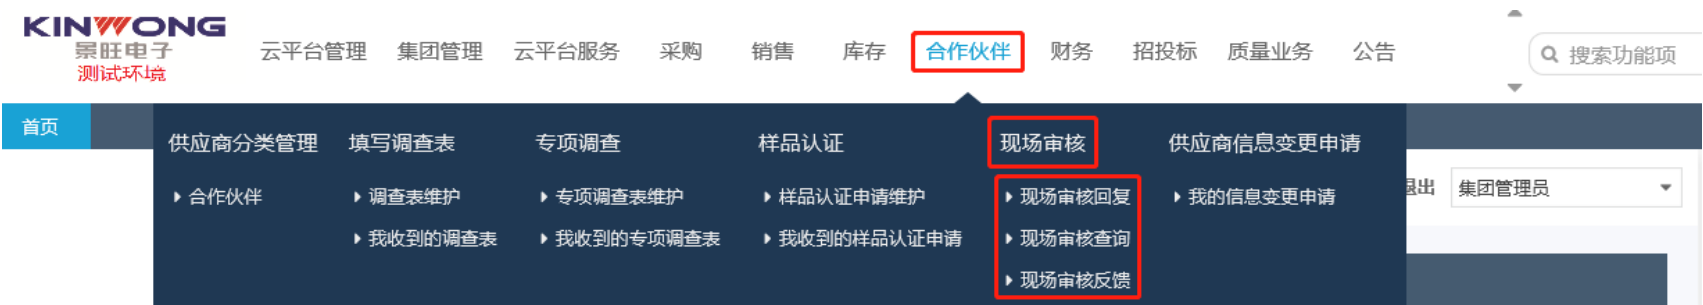 KINWONG
景旺电子
测试环境
云平台管理 集团管理 云平台服务 采购 销售 库存 合作伙伴 财务 招投标 质量业务 公告
搜索功能项
首页
供应商分类管理 填写调查表 专项调查 样品认证 现场审核 供应商信息变更申请
合作伙伴 调查表维护 专项调查表维护 样品认证申请维护 现场审核回复 我的信息变更申请
退出 集团管理员
我收到的调查表 我收到的专项调查表 我收到的样品认证申请 现场审核查询
现场审核反馈